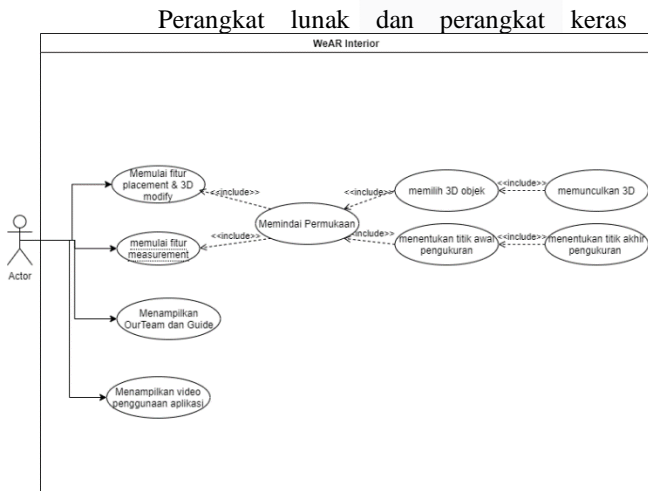 Perangkat lunak dan perangkat keras
WeAR Interior
Memulai fitur
placement & 3D
modify
<<include>>
<<include>>
memilih 3D objek
<<include>>
memunculkan 3D
Memindai Permukaan
memulai fitur
measurement
<<include>>
<<include>>
menentukan titik awal
pengukuran
<<include>>
menentukan titik akhir
pengukuran
Actor
Menampilkan
OurTeam dan Guide
Menampilkan video
penggunaan aplikasi